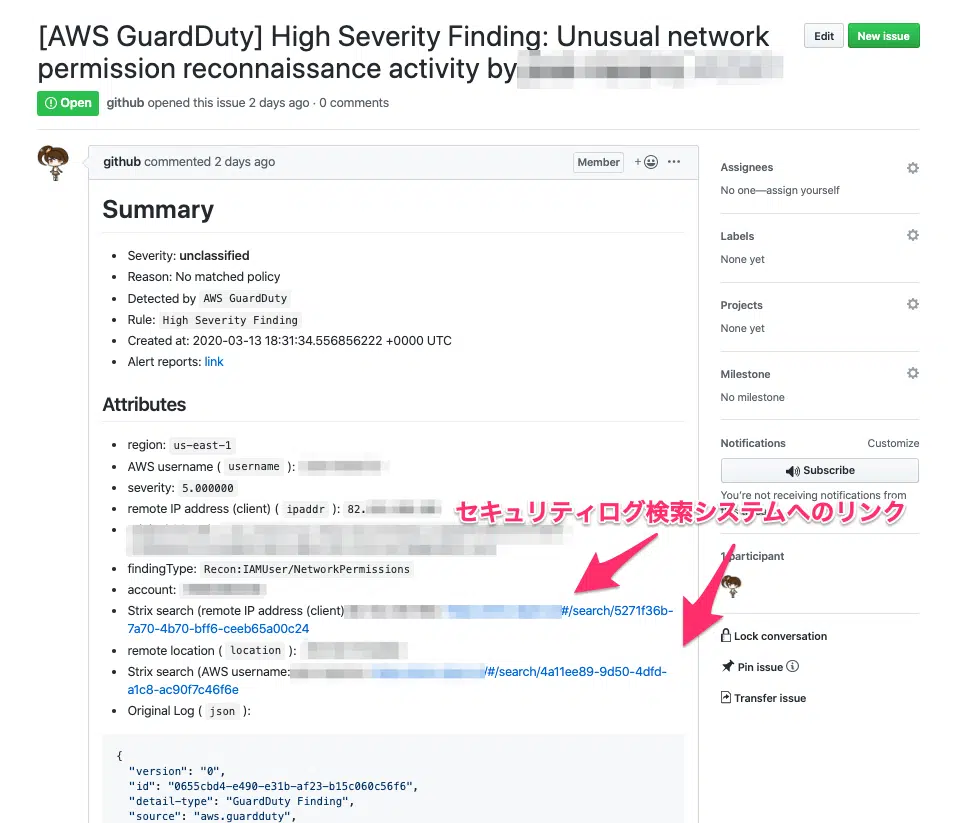 [AWS GuardDuty] High Severity Finding: Unusual network
permission reconnaissance activity by
Edit
New issue
Open
github opened this issue 2 days ago · 0 comments
github commented 2 days ago
Member
Summary
Severity: unclassified
Reason: No matched policy
Detected by AWS GuardDuty
Rule: High Severity Finding
Created at: 2020-03-13 18:31:34.556856222 +0000 UTC
Alert reports: link
Attributes
region: us-east-1
AWS username ( username ):
severity: 5.000000
remote IP address (client) ( ipaddr ): 82.
セキュリティログ検索システムへのリンク
findingType: Recon:IAMUser/NetworkPermissions
account:
Strix search (remote IP address (client) #/search/5271f36b-
7a70-4b70-bff6-ceeb65a00c24
remote location ( location ):
Strix search (AWS username: /#/search/4a11ee89-9d50-4dfd-
a1c8-ac90f7c46f6e
Original Log ( json ):
{
"version": "0",
"id": "0655cbd4-e490-e31b-af23-b15c060c56f6",
"detail-type": "GuardDuty Finding",
"source": "aws.guardduty",
Assignees
No one—assign yourself
Labels
None yet
Projects
None yet
Milestone
No milestone
Notifications
Customize
Subscribe
You're not receiving notifications from
1 participant
Lock conversation
Pin issue
Transfer issue